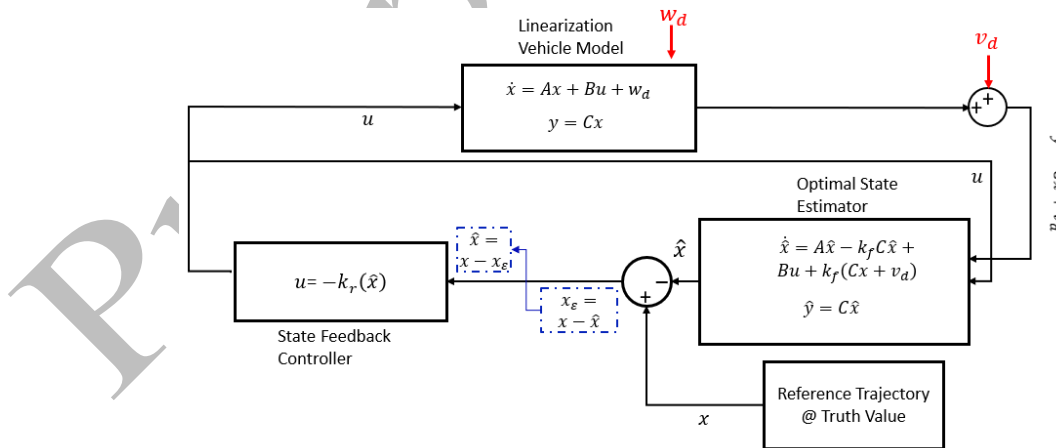 Linearization
Vehicle Model
w_d
v_d
ẋ = Ax + Bu + w_d
y = Cx
u
u
Optimal State
Estimator
x̂̇ = Ax̂ − k_f Cx̂ +
Bu + k_f(Cx + v_d)
ŷ = Cx̂
x̂
x̂ =
x − x_ε
x_ε =
x − x̂
u= −k_r(x̂)
State Feedback
Controller
Reference Trajectory
@ Truth Value
x